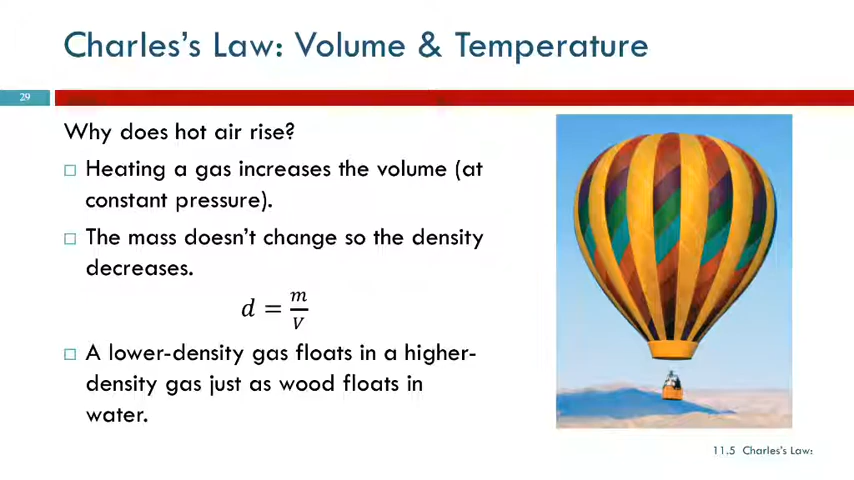 Charles's Law: Volume & Temperature
29
Why does hot air rise?
□ Heating a gas increases the volume (at
constant pressure).
□ The mass doesn't change so the density
decreases.
d = m/V
□ A lower-density gas floats in a higher-
density gas just as wood floats in
water.
11.5 Charles's Law: